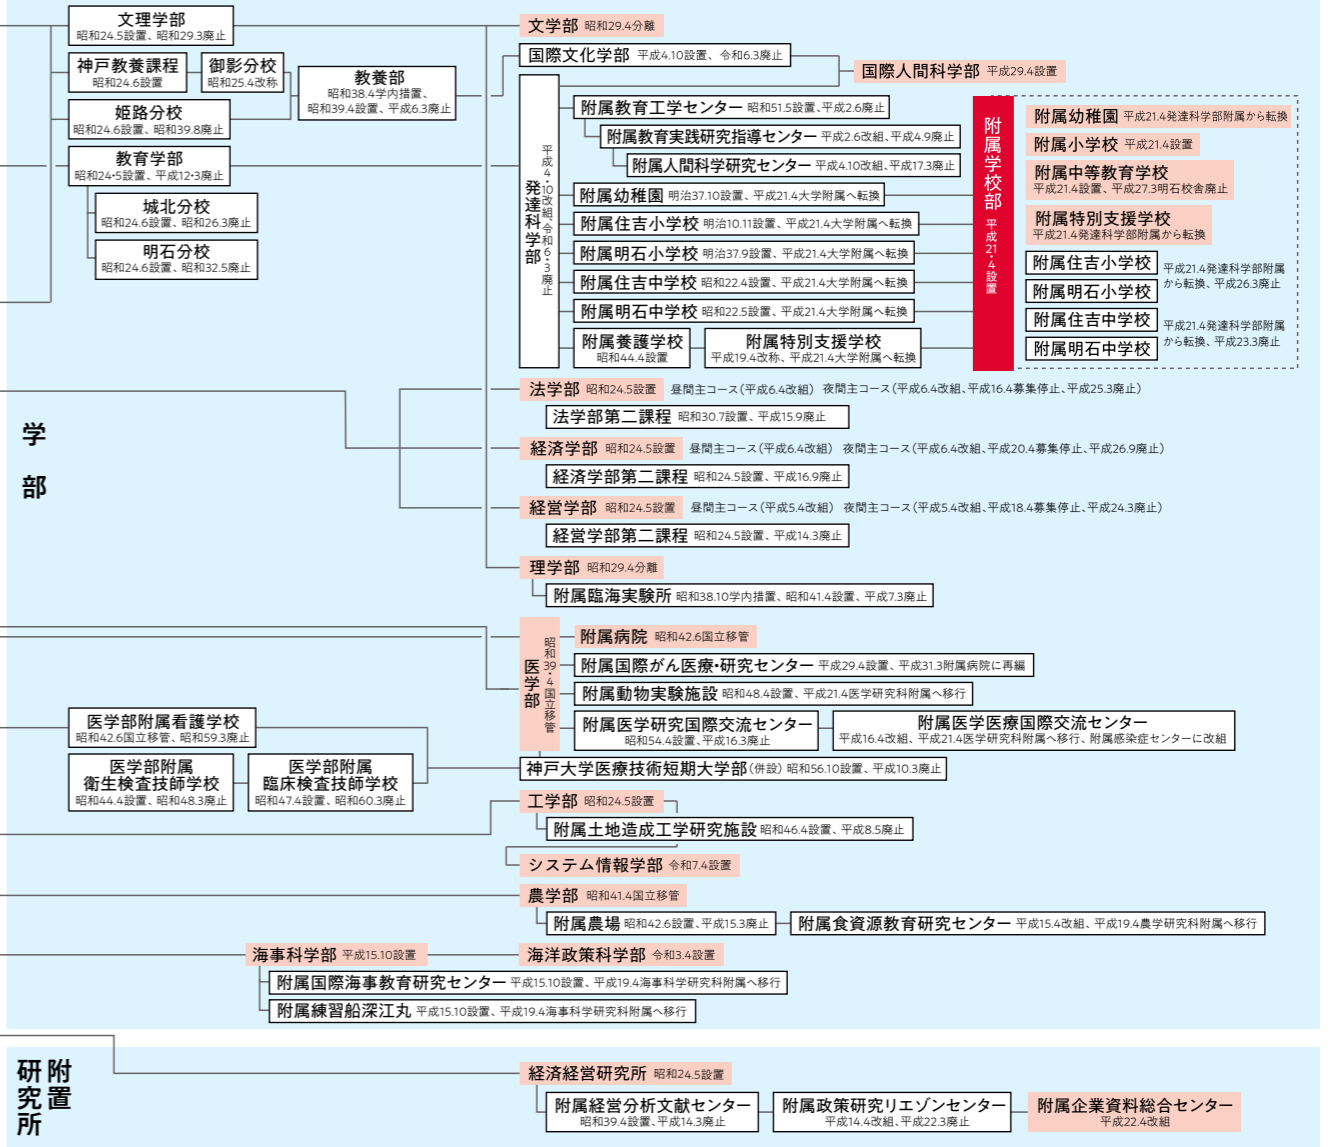 学部
文理学部
昭和24.5設置、昭和29.3廃止
神戸教養課程
昭和24.6設置
御影分校
昭和25.4改称
教養部
昭和38.4学内措置、
昭和39.4設置、平成6.3廃止
姫路分校
昭和24.6設置、昭和39.8廃止
教育学部
昭和24・5設置、平成12・3廃止
城北分校
昭和24.6設置、昭和26.3廃止
明石分校
昭和24.6設置、昭和32.5廃止
文学部 昭和29.4分離
国際文化学部 平成4.10設置、令和6.3廃止
国際人間科学部 平成29.4設置
発達科学部
平成4・10改組、令和6・3廃止
附属教育工学センター 昭和51.5設置、平成2.6廃止
附属教育実践研究指導センター 平成2.6改組、平成4.9廃止
附属人間科学研究センター 平成4.10改組、平成17.3廃止
附属幼稚園 明治37.10設置、平成21.4大学附属へ転換
附属住吉小学校 明治10.11設置、平成21.4大学附属へ転換
附属明石小学校 明治37.9設置、平成21.4大学附属へ転換
附属住吉中学校 昭和22.4設置、平成21.4大学附属へ転換
附属明石中学校 昭和22.5設置、平成21.4大学附属へ転換
附属養護学校
昭和44.4設置
附属特別支援学校
平成19.4改称、平成21.4大学附属へ転換
附属学校部 平成21・4設置
附属幼稚園 平成21.4発達科学部附属から転換
附属小学校 平成21.4設置
附属中等教育学校
平成21.4設置、平成27.3明石校舎廃止
附属特別支援学校
平成21.4発達科学部附属から転換
附属住吉小学校
附属明石小学校
平成21.4発達科学部附属
から転換、平成26.3廃止
附属住吉中学校
附属明石中学校
平成21.4発達科学部附属
から転換、平成23.3廃止
法学部 昭和24.5設置 昼間主コース（平成6.4改組） 夜間主コース（平成6.4改組、平成16.4募集停止、平成25.3廃止）
法学部第二課程 昭和30.7設置、平成15.9廃止
経済学部 昭和24.5設置 昼間主コース（平成6.4改組） 夜間主コース（平成6.4改組、平成20.4募集停止、平成26.9廃止）
経済学部第二課程 昭和24.5設置、平成16.9廃止
経営学部 昭和24.5設置 昼間主コース（平成5.4改組） 夜間主コース（平成5.4改組、平成18.4募集停止、平成24.3廃止）
経営学部第二課程 昭和24.5設置、平成14.3廃止
理学部 昭和29.4分離
附属臨海実験所 昭和38.10学内措置、昭和41.4設置、平成7.3廃止
医学部
昭和39・4国立移管
附属病院 昭和42.6国立移管
附属国際がん医療・研究センター 平成29.4設置、平成31.3附属病院に再編
附属動物実験施設 昭和48.4設置、平成21.4医学研究科附属へ移行
附属医学研究国際交流センター
昭和54.4設置、平成16.3廃止
附属医学医療国際交流センター
平成16.4改組、平成21.4医学研究科附属へ移行、附属感染症センターに改組
医学部附属看護学校
昭和42.6国立移管、昭和59.3廃止
医学部附属
衛生検査技師学校
昭和44.4設置、昭和48.3廃止
医学部附属
臨床検査技師学校
昭和47.4設置、昭和60.3廃止
神戸大学医療技術短期大学部（併設） 昭和56.10設置、平成10.3廃止
工学部 昭和24.5設置
附属土地造成工学研究施設 昭和46.4設置、平成8.5廃止
システム情報学部 令和7.4設置
農学部 昭和41.4国立移管
附属農場 昭和42.6設置、平成15.3廃止
附属食資源教育研究センター 平成15.4改組、平成19.4農学研究科附属へ移行
海事科学部 平成15.10設置
海洋政策科学部 令和3.4設置
附属国際海事教育研究センター 平成15.10設置、平成19.4海事科学研究科附属へ移行
附属練習船深江丸 平成15.10設置、平成19.4海事科学研究科附属へ移行
附置
研究所
経済経営研究所 昭和24.5設置
附属経営分析文献センター
昭和39.4設置、平成14.3廃止
附属政策研究リエゾンセンター
平成14.4改組、平成22.3廃止
附属企業資料総合センター
平成22.4改組